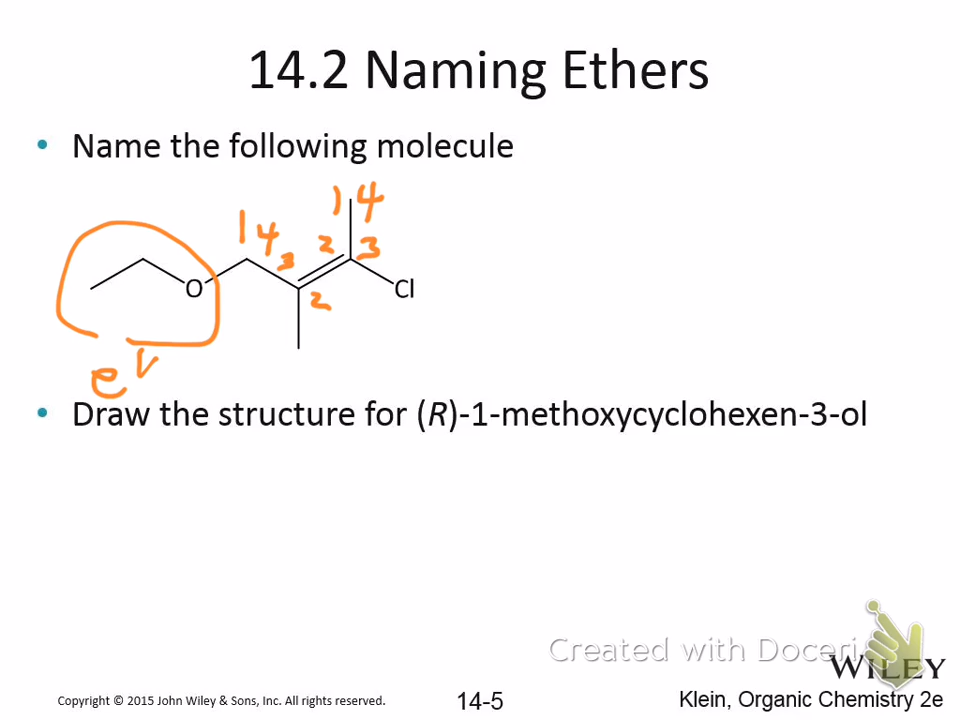 14.2 Naming Ethers
• Name the following molecule
1 4
1 4 3 2 3
O 2 Cl
e
• Draw the structure for (R)-1-methoxycyclohexen-3-ol
Created with Doceri
WILEY
Copyright © 2015 John Wiley & Sons, Inc. All rights reserved. 14-5 Klein, Organic Chemistry 2e